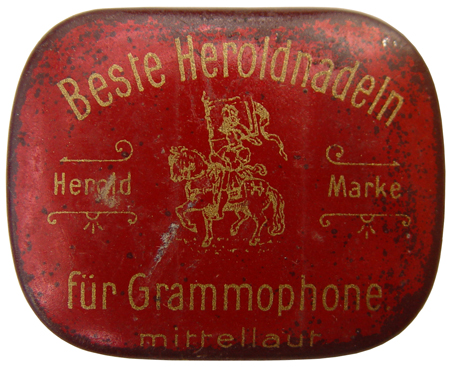 Beste Heroldnadeln
Herold Marke
für Grammophone
mittellaut